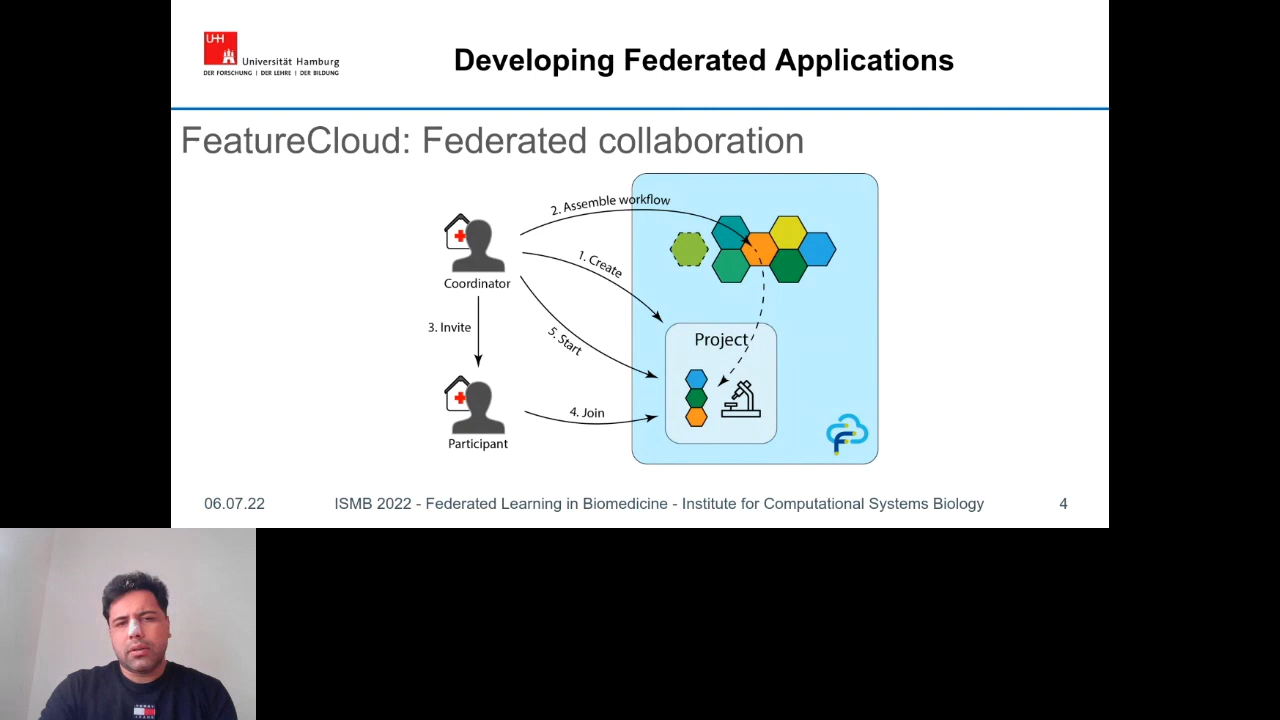 UHH
Universität Hamburg
DER FORSCHUNG | DER LEHRE | DER BILDUNG
Developing Federated Applications
FeatureCloud: Federated collaboration
2. Assemble workflow
1. Create
Coordinator
3. Invite
5. Start
Project
4. Join
Participant
06.07.22
ISMB 2022 - Federated Learning in Biomedicine - Institute for Computational Systems Biology
4